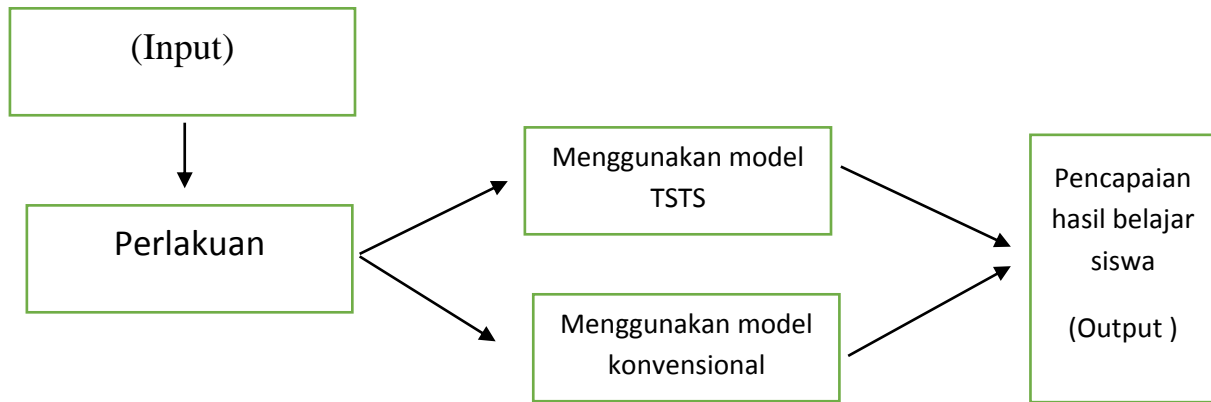 (Input)
Perlakuan
Menggunakan model
TSTS
Menggunakan model
konvensional
Pencapaian
hasil belajar
siswa
(Output )